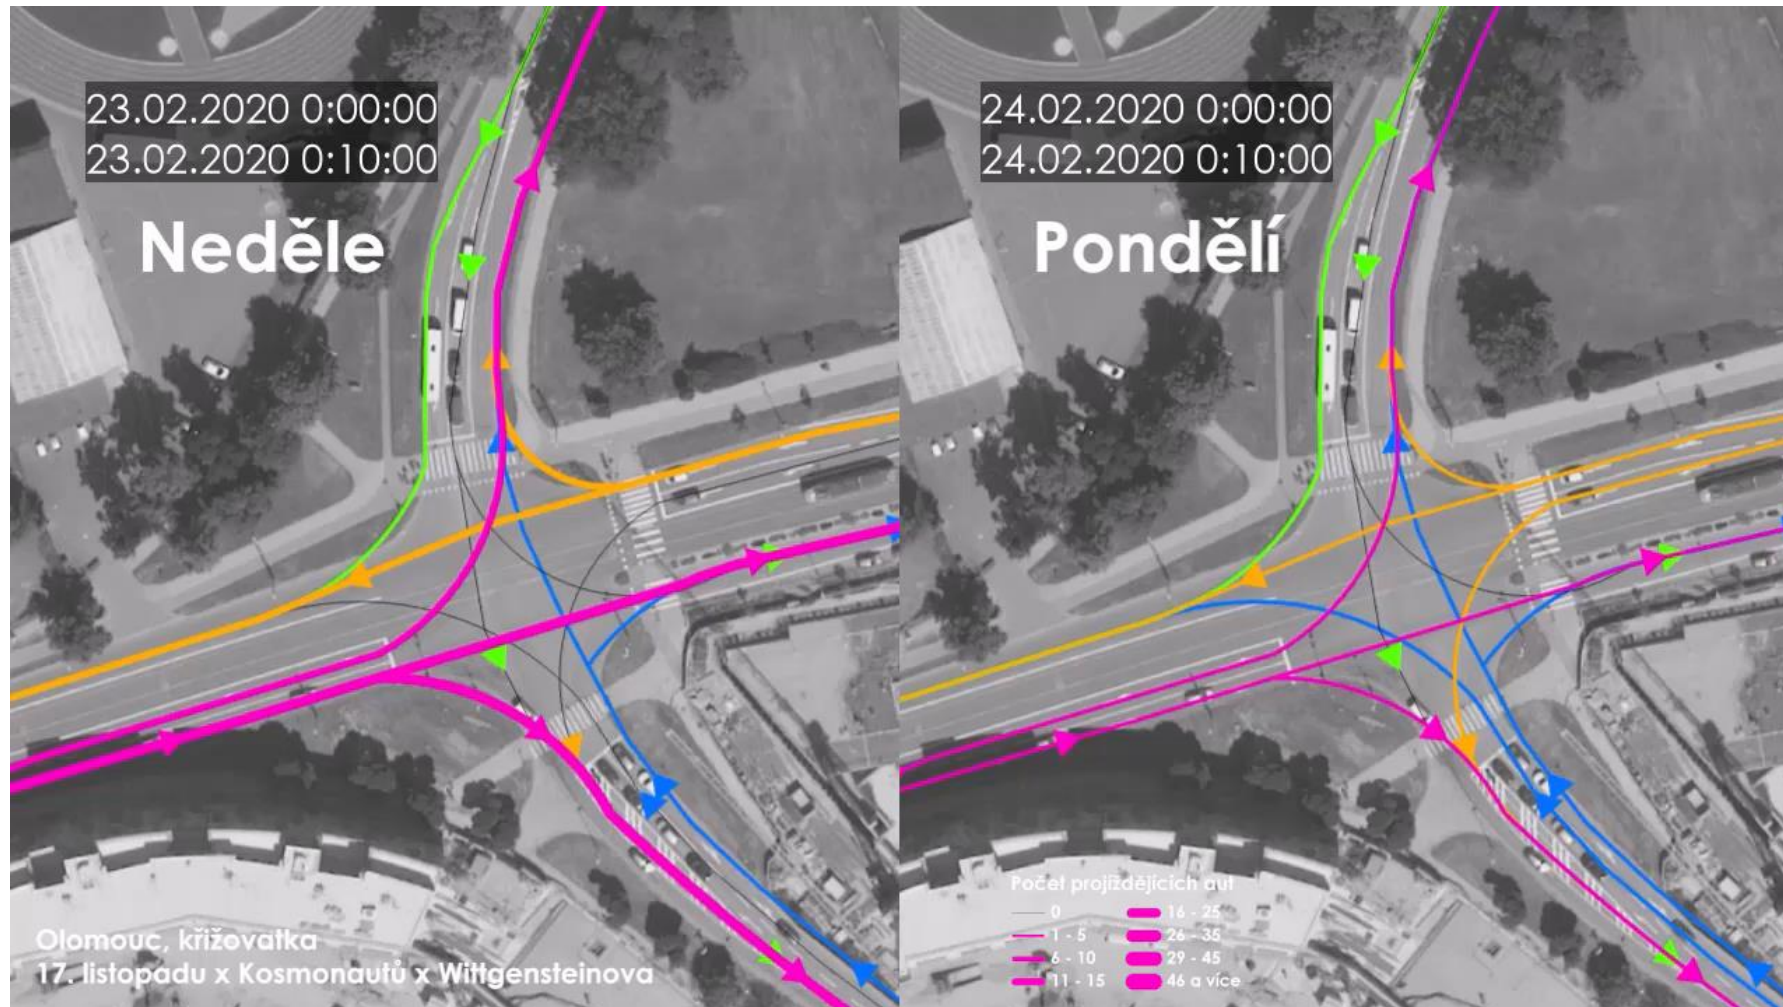 23.02.2020 0:00:00
23.02.2020 0:10:00
Neděle
Olomouc, křižovatka
17. listopadu x Kosmonautů x Wittgensteinova
24.02.2020 0:00:00
24.02.2020 0:10:00
Pondělí
Počet projíždějících aut
0
1 - 5
6 - 10
11 - 15
16 - 25
26 - 35
29 - 45
46 a více